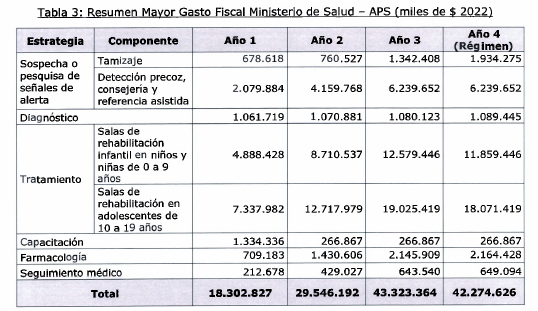 Tabla 3: Resumen Mayor Gasto Fiscal Ministerio de Salud – APS (miles de $ 2022)
Estrategia Componente Año 1 Año 2 Año 3 Año 4
(Régimen)
Sospecha o
pesquisa de
señales de
alerta
Tamizaje 678.618 760.527 1.342.408 1.934.275
Detección precoz,
consejería y
referencia asistida
2.079.884 4.159.768 6.239.652 6.239.652
Diagnóstico 1.061.719 1.070.881 1.080.123 1.089.445
Tratamiento
Salas de
rehabilitación
infantil en niños y
niñas de 0 a 9
años
4.888.428 8.710.537 12.579.446 11.859.446
Salas de
rehabilitación en
adolescentes de
10 a 19 años
7.337.982 12.717.979 19.025.419 18.071.419
Capacitación 1.334.336 266.867 266.867 266.867
Farmacología 709.183 1.430.606 2.145.909 2.164.428
Seguimiento médico 212.678 429.027 643.540 649.094
Total 18.302.827 29.546.192 43.323.364 42.274.626